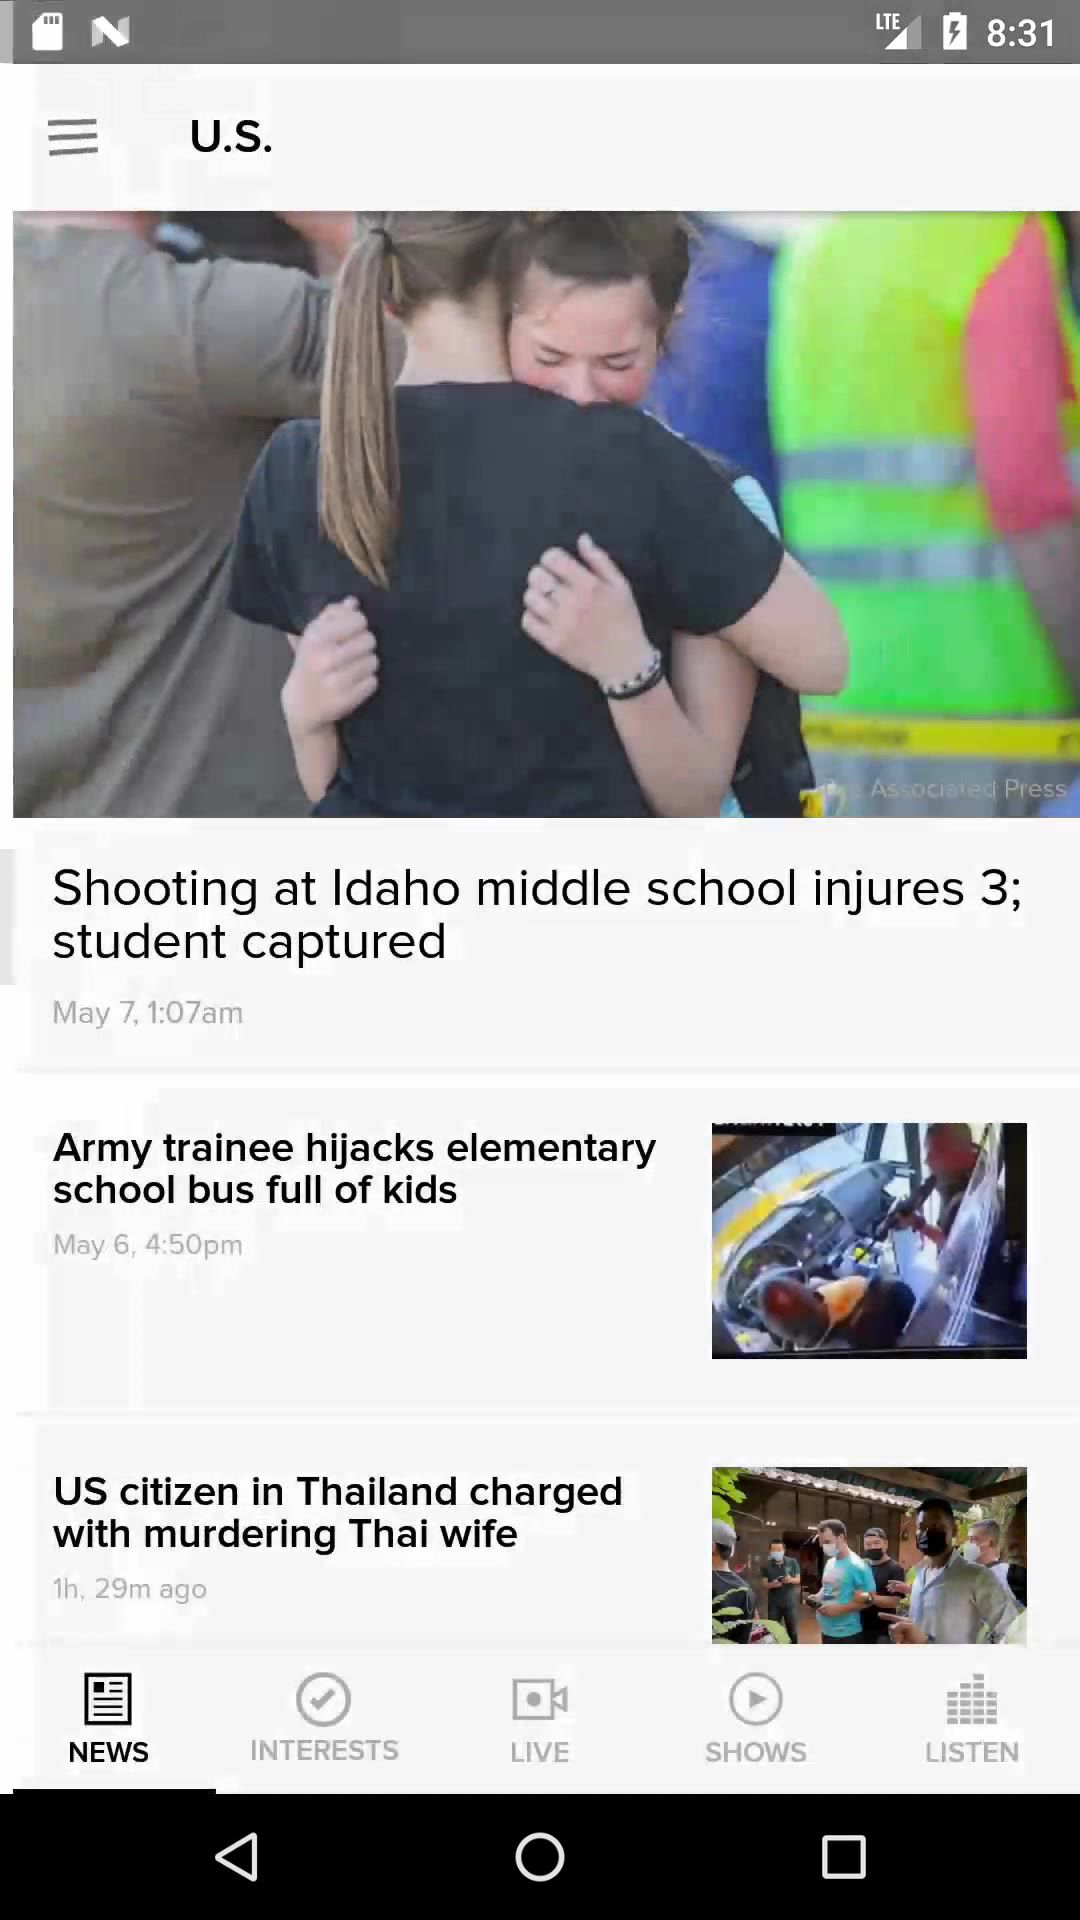 LTE 8:31
U.S.
Associated Press
Shooting at Idaho middle school injures 3;
student captured
May 7, 1:07am
Army trainee hijacks elementary
school bus full of kids
May 6, 4:50pm
US citizen in Thailand charged
with murdering Thai wife
1h, 29m ago
NEWS INTERESTS LIVE SHOWS LISTEN